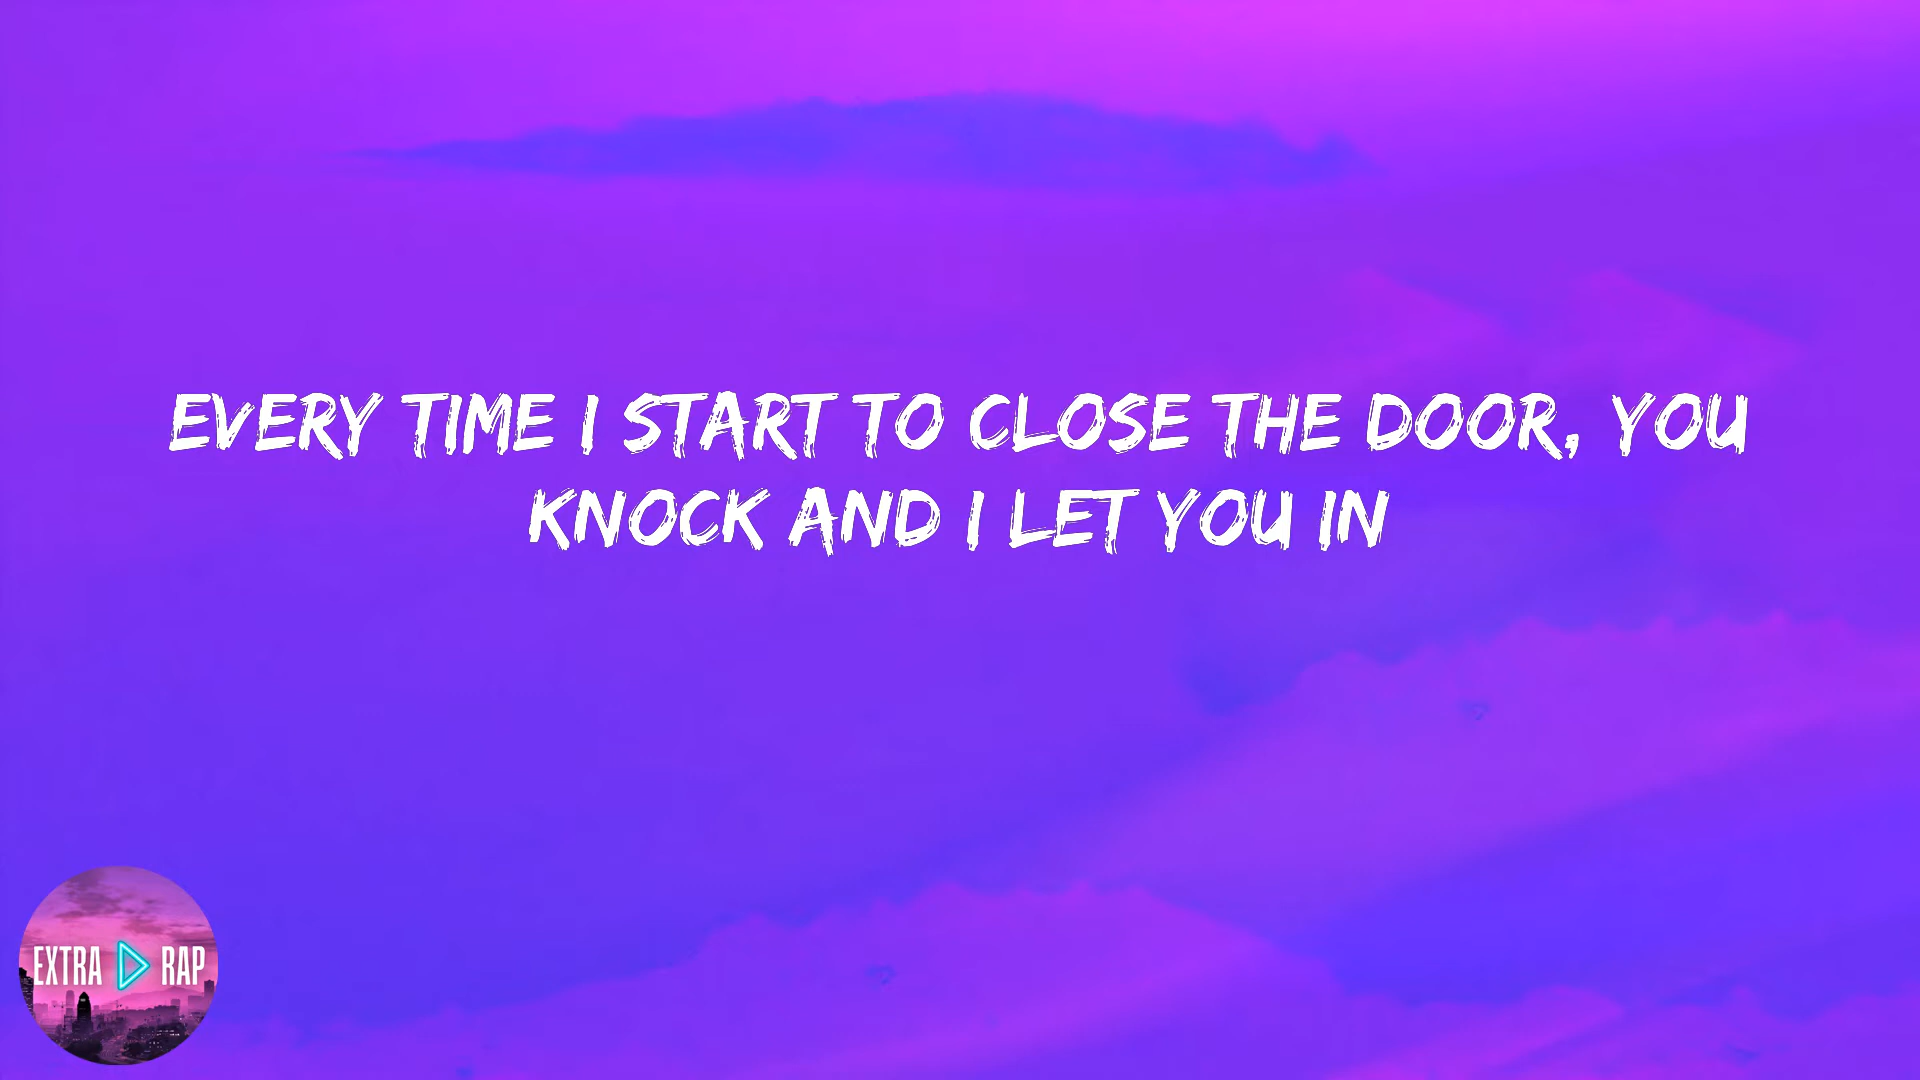 EVERY TIME I START TO CLOSE THE DOOR, YOU
KNOCK AND I LET YOU IN
EXTRA RAP